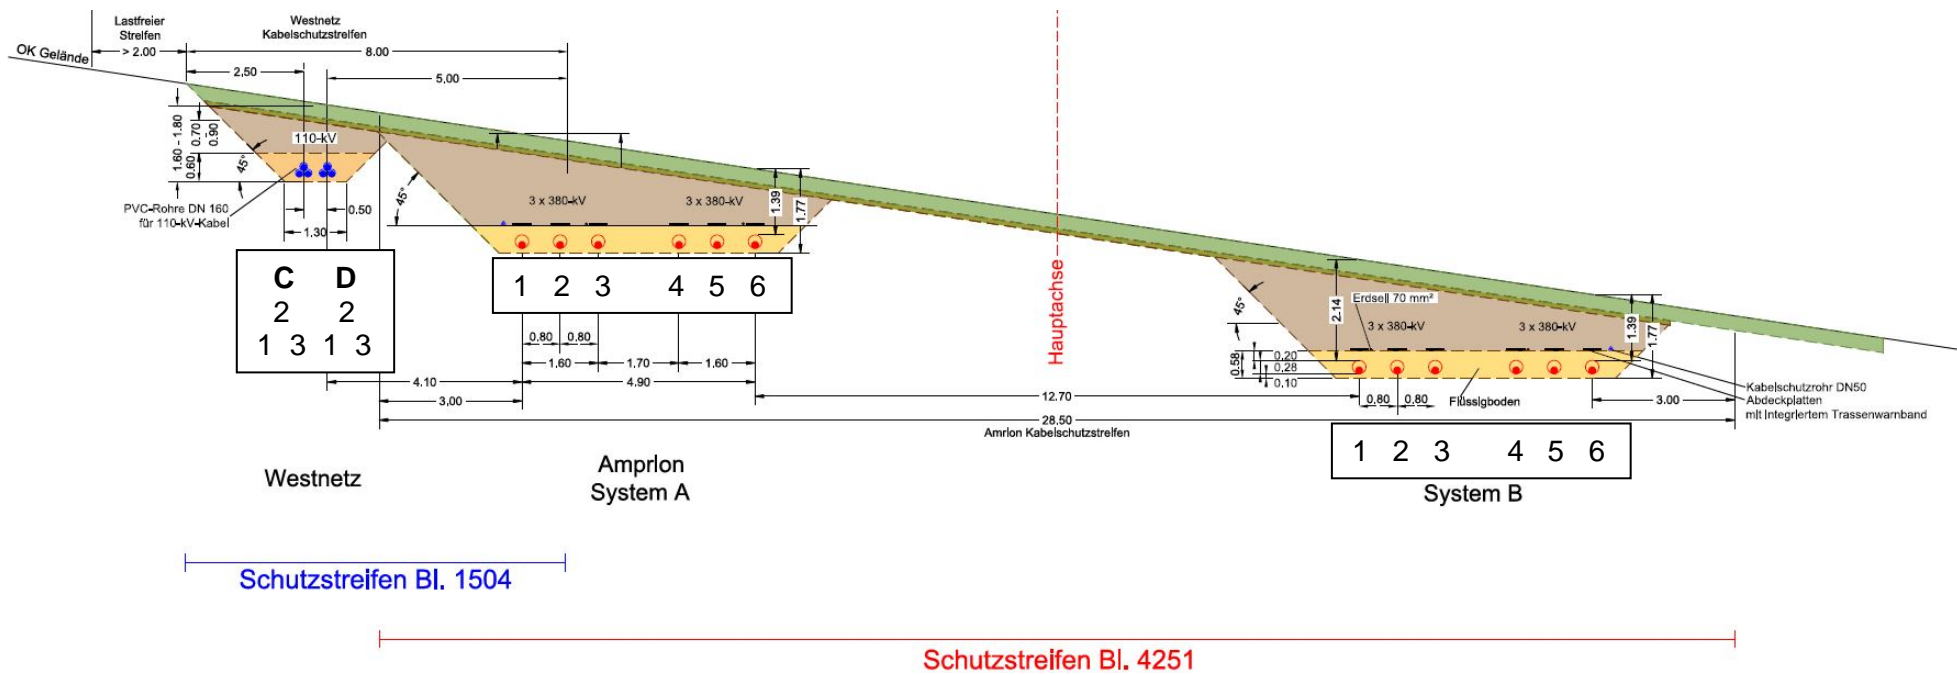 Lastfreier
Streifen
> 2.00
Westnetz
Kabelschutzstreifen
8.00
OK Gelände
2,50
5,00
1.60 - 1.80
0.70
0.90
0.60
45°
110-kV
PVC-Rohre DN 160
für 110-kV-Kabel
0.50
1.30
45°
3 x 380-kV
3 x 380-kV
1.39
1.77
C D
2 2
1 3 1 3
1 2 3 4 5 6
0.80
0.80
1.60
1.70
1.60
4.10
4.90
3,00
12.70
28.50
Amrion Kabelschutzstreifen
Hauptachse
45°
2.14
Erdseil 70 mm²
3 x 380-kV
3 x 380-kV
1.39
1.77
0.58
0,20
0,28
0,10
0,80
0,80
Flüssigboden
3.00
Kabelschutzrohr DN50
Abdeckplatten
mit integriertem Trassenwarnband
1 2 3 4 5 6
Westnetz
Amprion
System A
System B
Schutzstreifen Bl. 1504
Schutzstreifen Bl. 4251